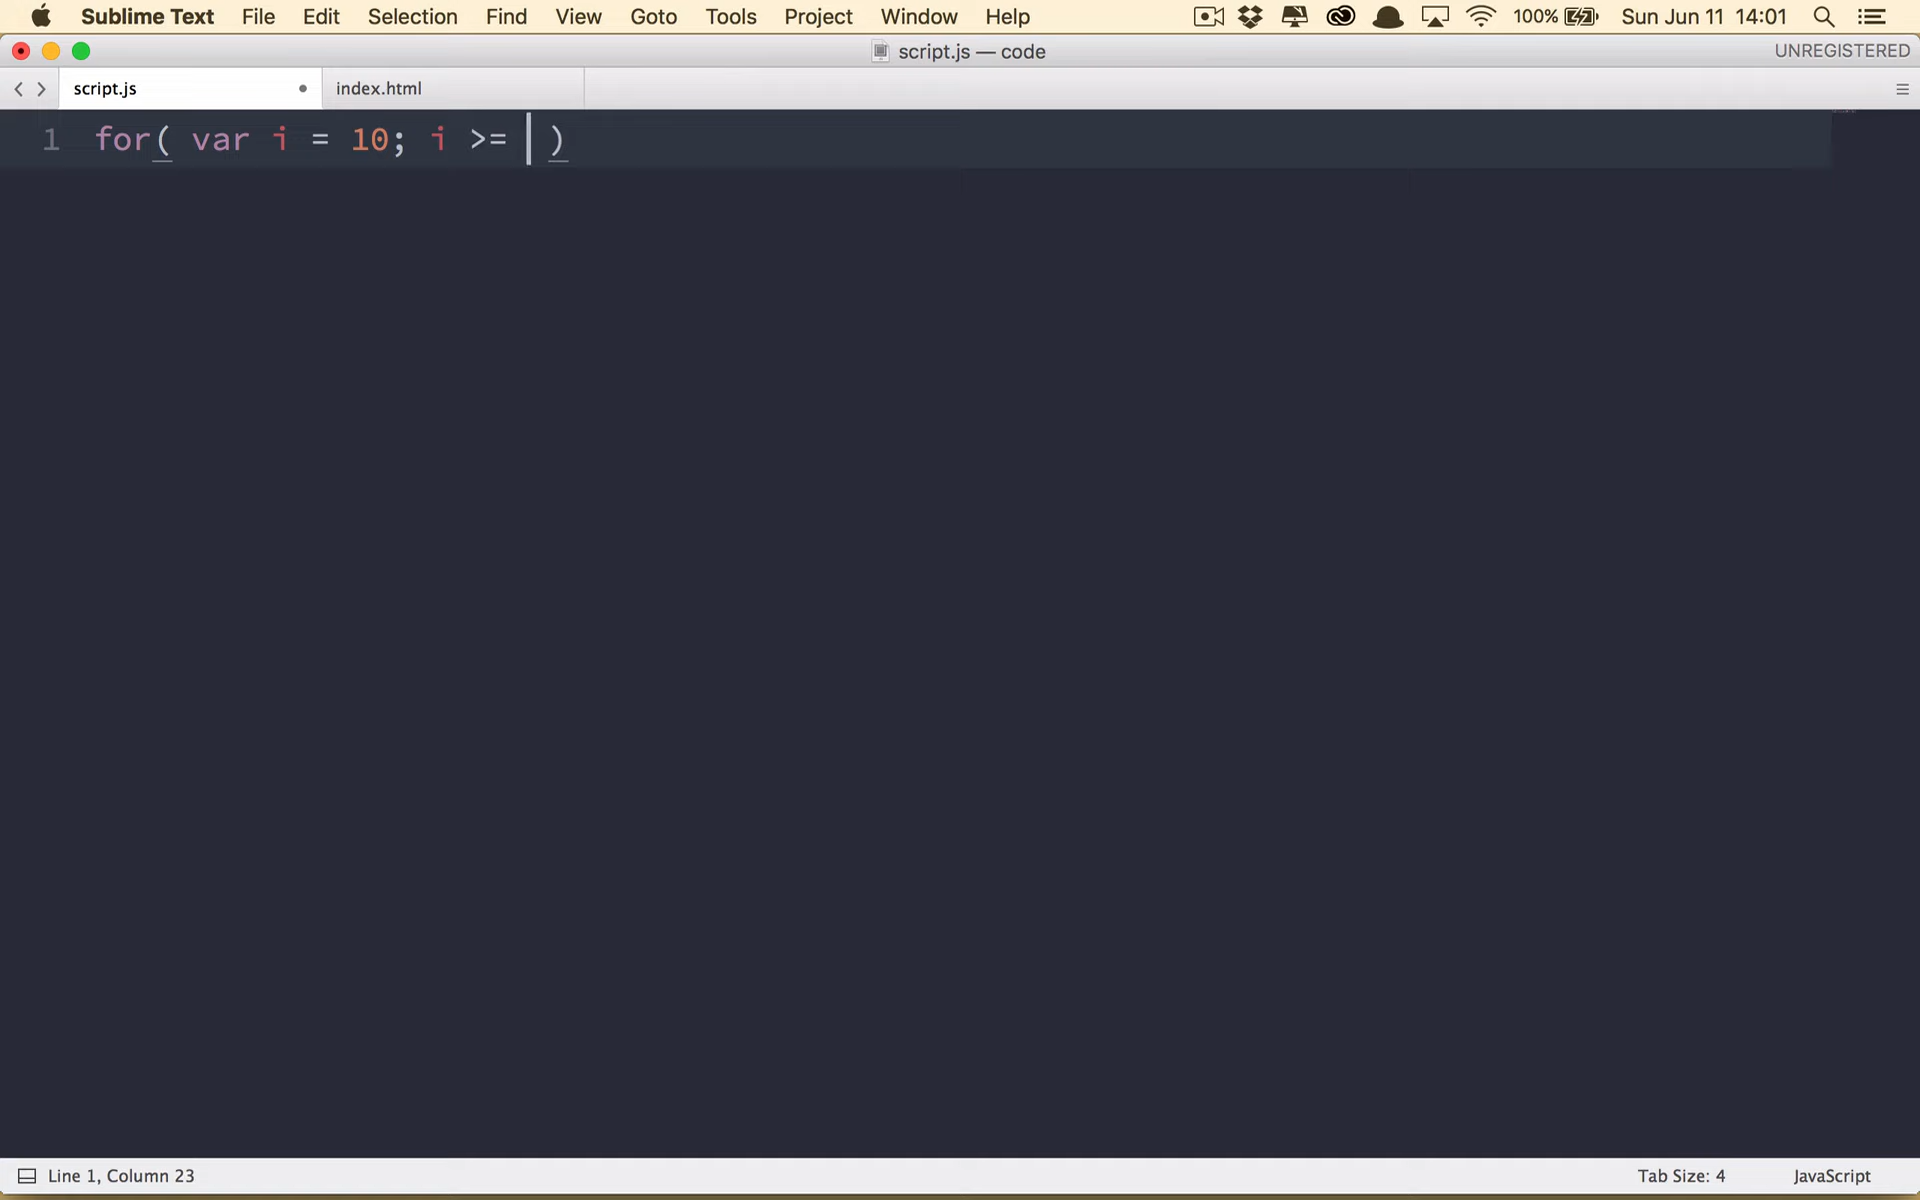 Sublime Text File Edit Selection Find View Goto Tools Project Window Help 100% Sun Jun 11 14:01
script.js — code UNREGISTERED
script.js index.html
1 for( var i = 10; i >= )
Line 1, Column 23 Tab Size: 4 JavaScript